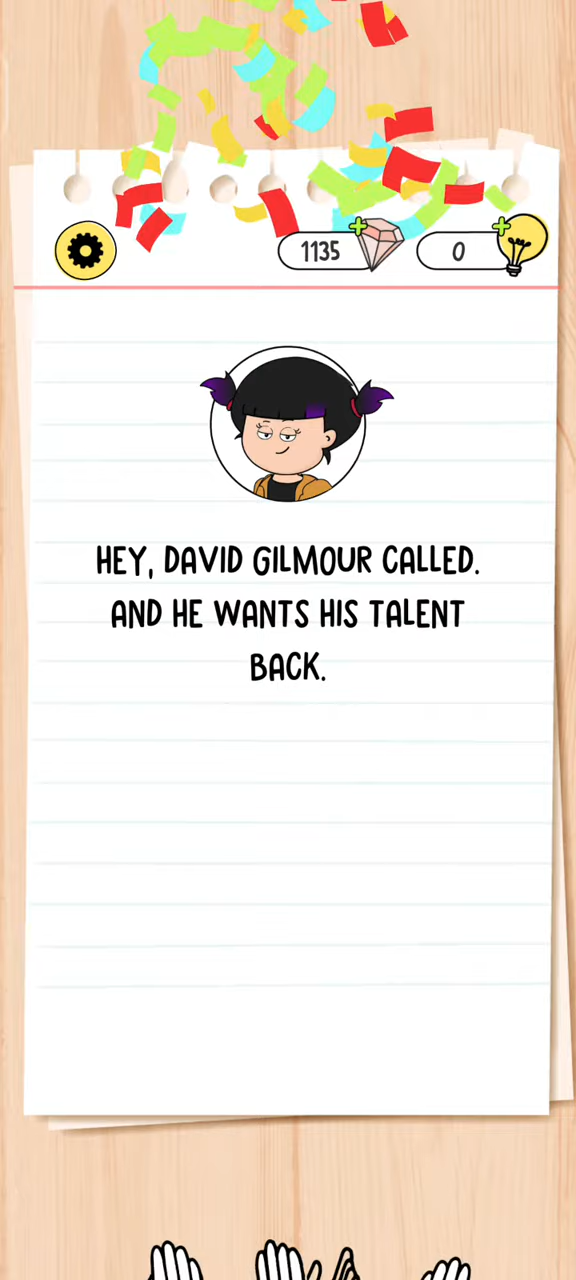 1135
0
HEY, DAVID GILMOUR CALLED.
AND HE WANTS HIS TALENT
BACK.